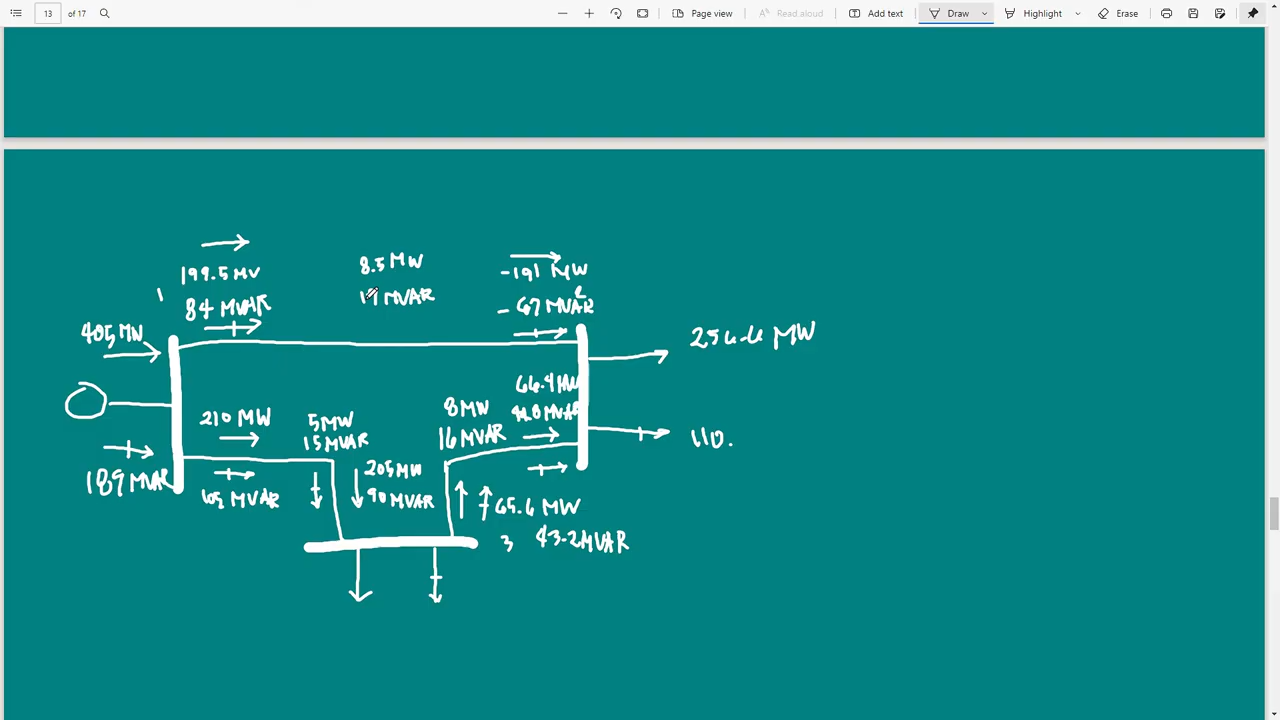 13 of 17
Page view
Read aloud
Add text
Draw
Highlight
Erase
199.5 MV
8.5 MW
-191 MW
1
84 MVAR
17 MVAR
- 67 MVAR
2
405 MW
256.6 MW
66.4 MW
210 MW
5 MW
8 MW
15 MVAR
16 MVAR
110.
205 MW
189 MVAR
90 MVAR
65.6 MW
3
43.2 MVAR